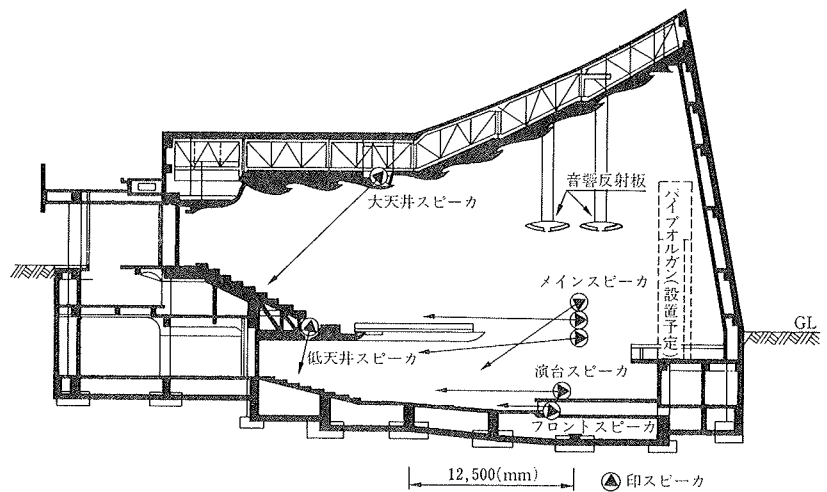 大天井スピーカ
音響反射板
パイプオルガン(設置予定)
メインスピーカ
GL
低天井スピーカ
演台スピーカ
フロントスピーカ
12,500(mm)
印スピーカ